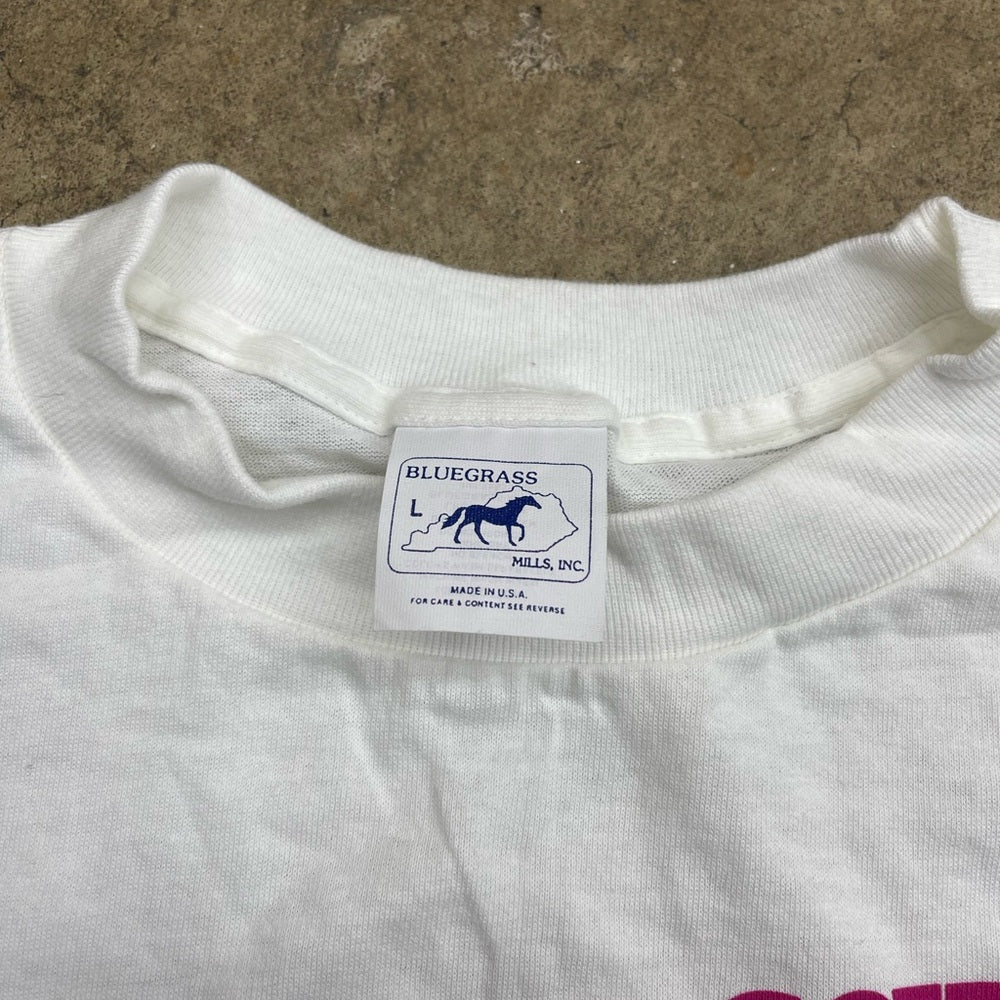 BLUEGRASS
L
MILLS, INC.
MADE IN U.S.A.
FOR CARE & CONTENT SEE REVERSE